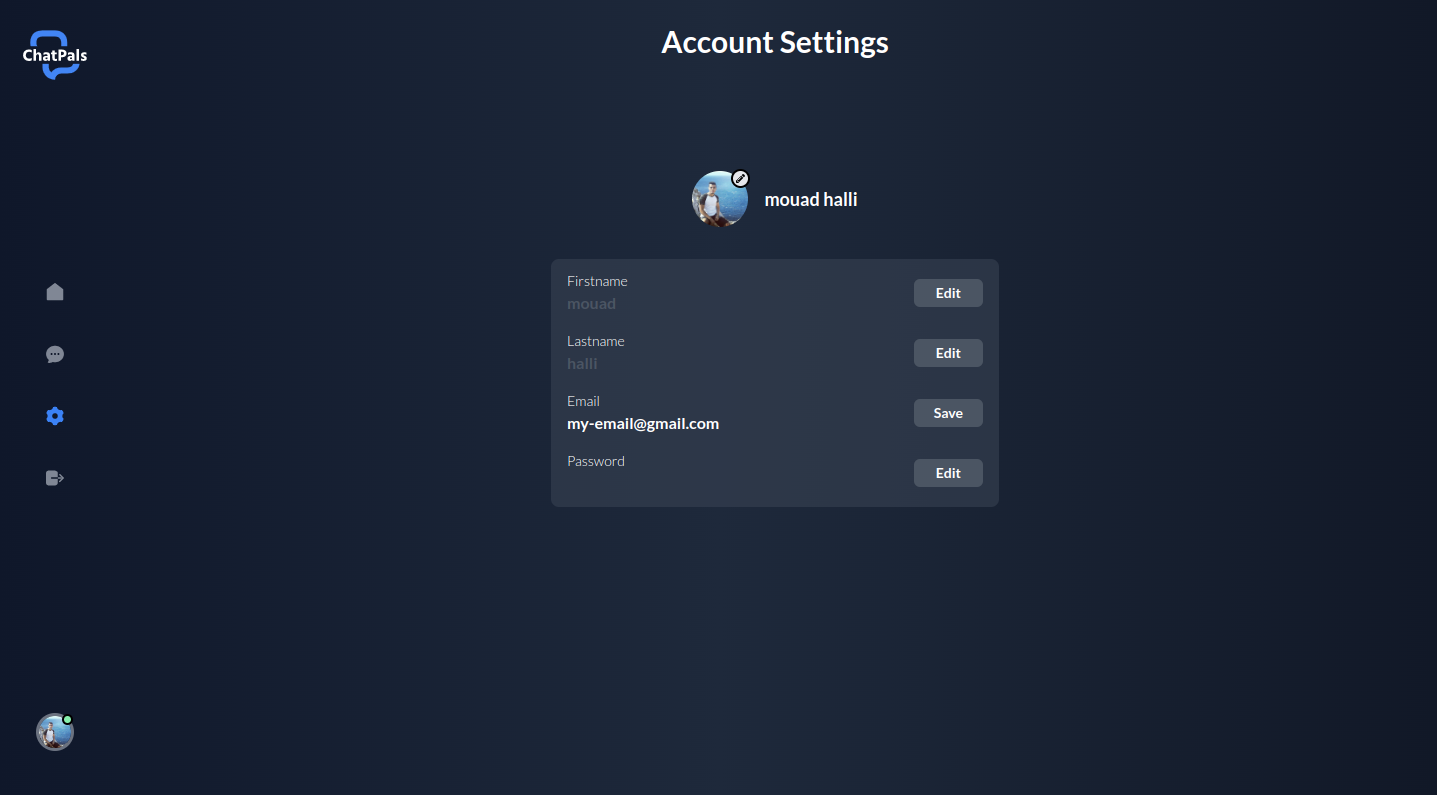 ChatPals
Account Settings
mouad halli
Firstname
mouad
Edit
Lastname
halli
Edit
Email
my-email@gmail.com
Save
Password
Edit